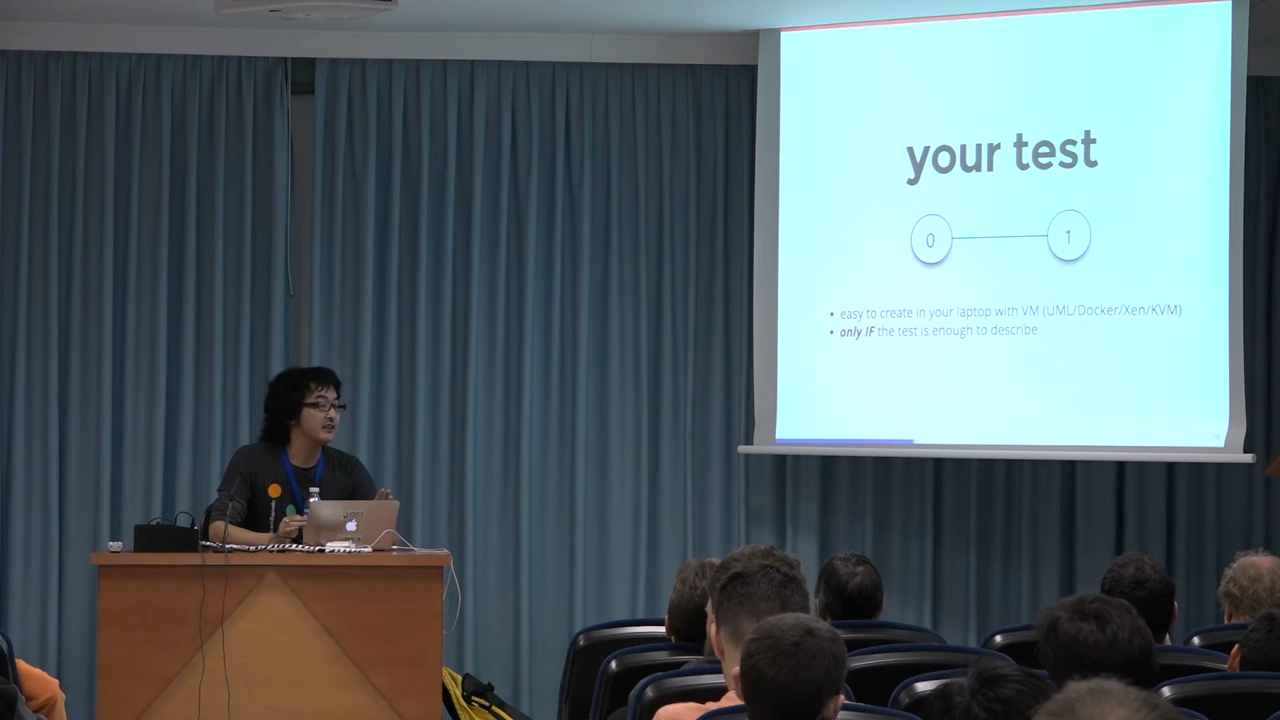 your test
0 1
• easy to create in your laptop with VM (UML/Docker/Xen/KVM)
• only IF the test is enough to describe